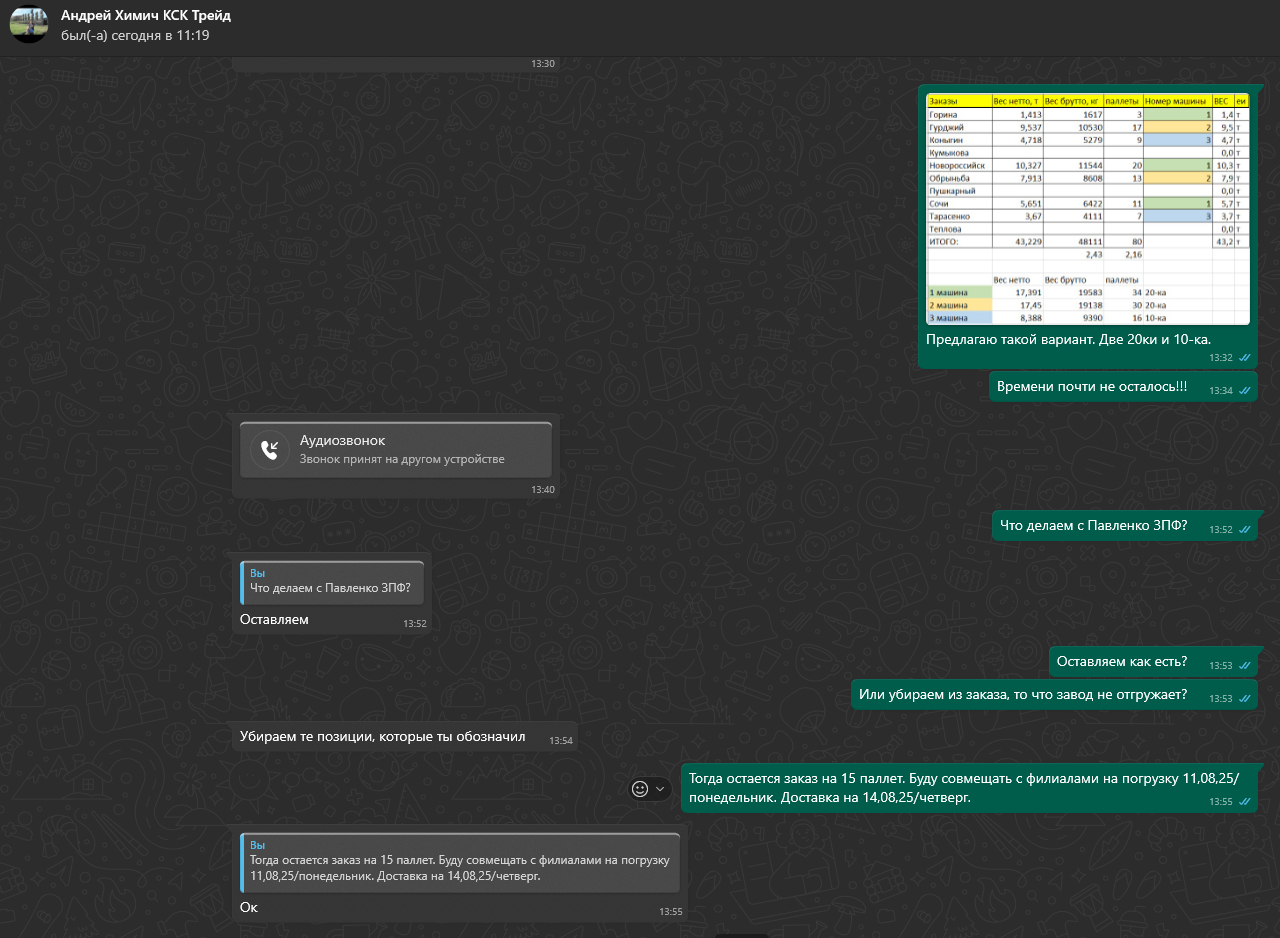 Андрей Химич КСК Трейд
был(-а) сегодня в 11:19
13:30
Заказы Вес нетто, т Вес брутто, кг паллеты Номер машины ВЕС еи
Горина 1,413 1617 3 1 1,4 т
Гурджий 9,537 10530 17 2 9,5 т
Коныгин 4,718 5279 9 3 4,7 т
Кумыкова 0,0 т
Новороссийск 10,327 11544 20 1 10,3 т
Обрыньба 7,913 8608 13 2 7,9 т
Пушкарный 0,0 т
Сочи 5,651 6422 11 1 5,7 т
Тарасенко 3,67 4111 7 3 3,7 т
Теплова 0,0 т
ИТОГО: 43,229 48111 80 43,2 т
2,43 2,16
Вес нетто Вес брутто паллеты
1 машина 17,391 19583 34 20-ка
2 машина 17,45 19138 30 20-ка
3 машина 8,388 9390 16 10-ка
Предлагаю такой вариант. Две 20ки и 10-ка.
13:32
Времени почти не осталось!!! 13:34
Аудиозвонок
Звонок принят на другом устройстве
13:40
Что делаем с Павленко ЗПФ? 13:52
Вы
Что делаем с Павленко ЗПФ?
Оставляем 13:52
Оставляем как есть? 13:53
Или убираем из заказа, то что завод не отгружает? 13:53
Убираем те позиции, которые ты обозначил 13:54
Тогда остается заказ на 15 паллет. Буду совмещать с филиалами на погрузку 11,08,25/
понедельник. Доставка на 14,08,25/четверг. 13:55
Вы
Тогда остается заказ на 15 паллет. Буду совмещать с филиалами на погрузку
11,08,25/понедельник. Доставка на 14,08,25/четверг.
Ок 13:55